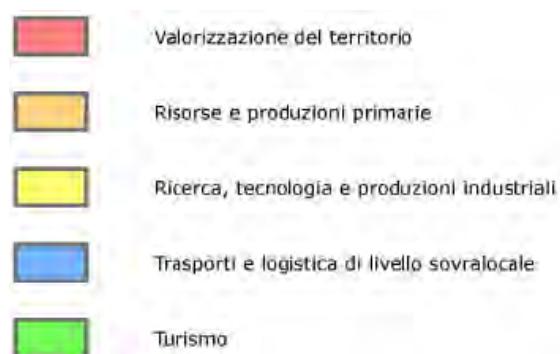 Valorizzazione del territorio
Risorse e produzioni primarie
Ricerca, tecnologia e produzioni industriali
Trasporti e logistica di livello sovralocale
Turismo